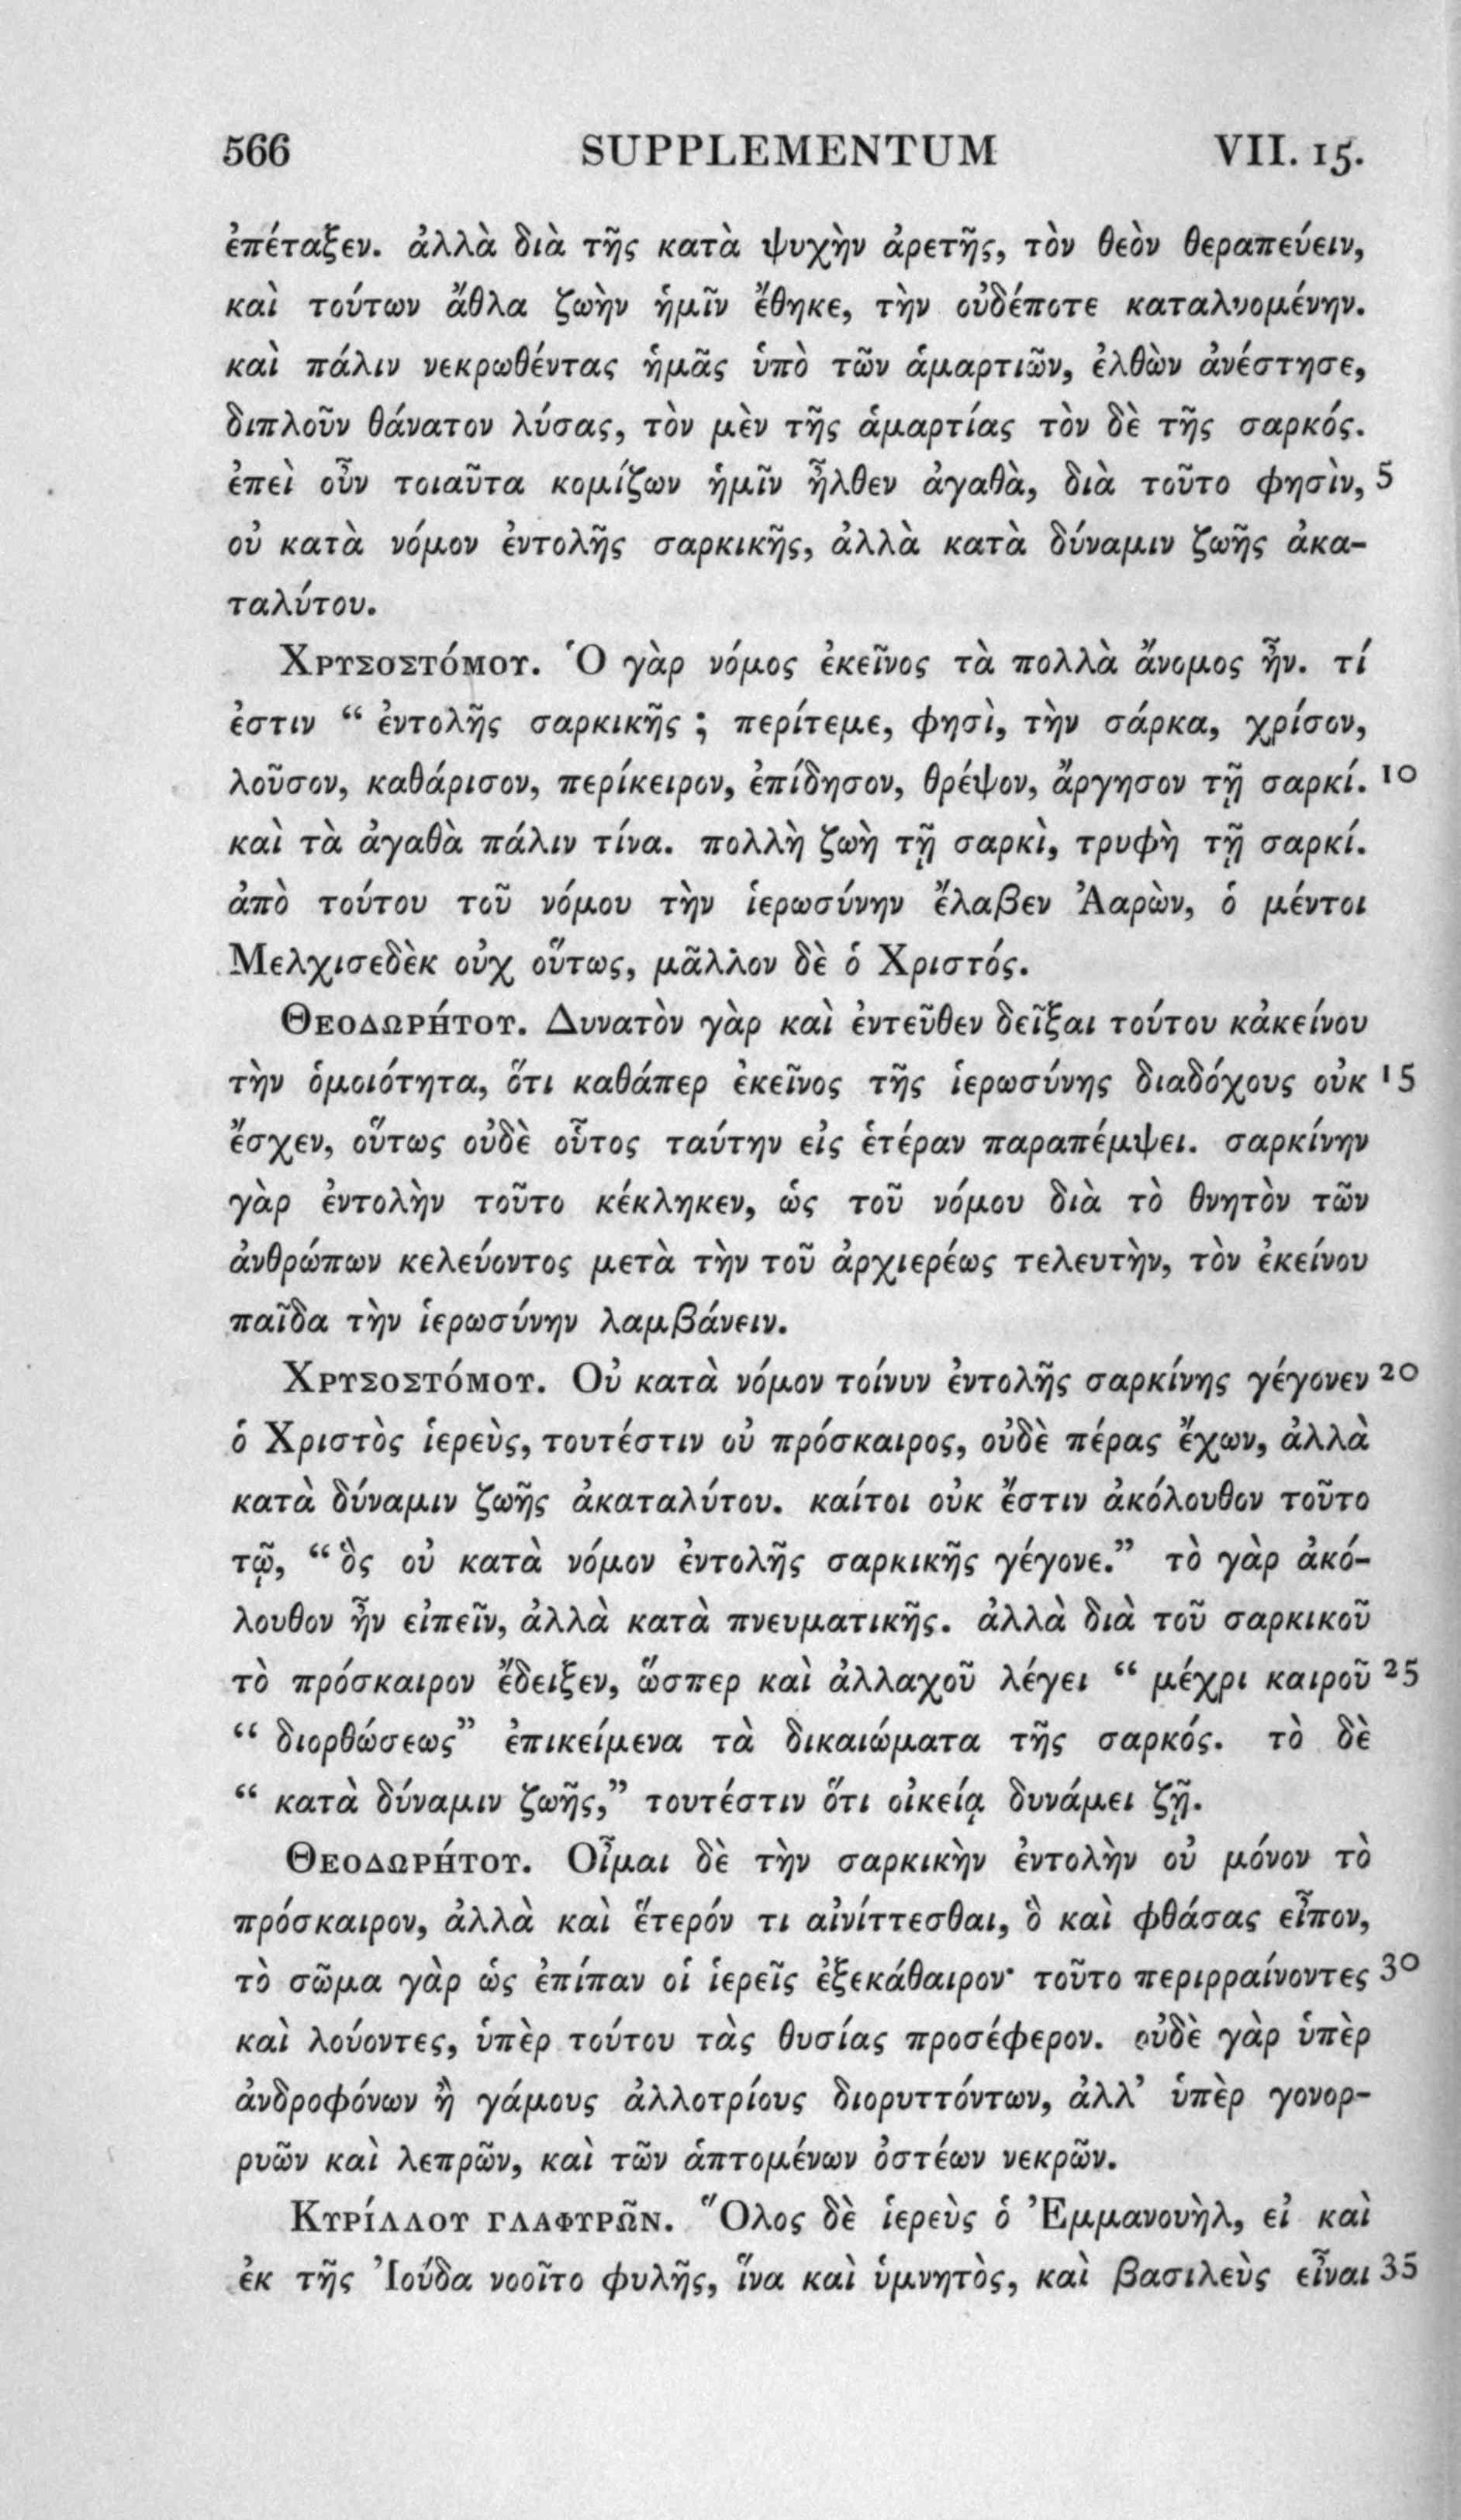 566 SUPPLEMENTUM VII. 15.
ἐπέταξεν. ἀλλὰ διὰ τῆς κατὰ ψυχὴν ἀρετῆς, τὸν θεὸν θεραπεύειν,
καὶ τούτων ἄθλα ζωὴν ἡμῖν ἔθηκε, τὴν οὐδέποτε καταλυομένην.
καὶ πάλιν νεκρωθέντας ἡμᾶς ὑπὸ τῶν ἁμαρτιῶν, ἐλθὼν ἀνέστησε,
διπλοῦν θάνατον λύσας, τὸν μὲν τῆς ἁμαρτίας τὸν δὲ τῆς σαρκός.
ἐπεὶ οὖν τοιαῦτα κομίζων ἡμῖν ἦλθεν ἀγαθὰ, διὰ τοῦτο φησὶν, 5
οὐ κατὰ νόμον ἐντολῆς σαρκικῆς, ἀλλὰ κατὰ δύναμιν ζωῆς ἀκα-
ταλύτου.
ΧΡΥΣΟΣΤΌΜΟΥ. Ὁ γὰρ νόμος ἐκεῖνος τὰ πολλὰ ἄνομος ἦν. τί
ἐστιν “ ἐντολῆς σαρκικῆς ; περίτεμε, φησὶ, τὴν σάρκα, χρίσον,
λοῦσον, καθάρισον, περίκειρον, ἐπίδησον, θρέψον, ἄργησον τῇ σαρκί. 10
καὶ τὰ ἀγαθὰ πάλιν τίνα. πολλὴ ζωὴ τῇ σαρκὶ, τρυφὴ τῇ σαρκί.
ἀπὸ τούτου τοῦ νόμου τὴν ἱερωσύνην ἔλαβεν Ἀαρὼν, ὁ μέντοι
Μελχισεδὲκ οὐχ οὕτως, μᾶλλον δὲ ὁ Χριστός.
ΘΕΟΔΩΡΉΤΟΥ. Δυνατὸν γὰρ καὶ ἐντεῦθεν δεῖξαι τούτου κἀκείνου
τὴν ὁμοιότητα, ὅτι καθάπερ ἐκεῖνος τῆς ἱερωσύνης διαδόχους οὐκ 15
ἔσχεν, οὕτως οὐδὲ οὗτος ταύτην εἰς ἑτέραν παραπέμψει. σαρκίνην
γὰρ ἐντολὴν τοῦτο κέκληκεν, ὡς τοῦ νόμου διὰ τὸ θνητὸν τῶν
ἀνθρώπων κελεύοντος μετὰ τὴν τοῦ ἀρχιερέως τελευτὴν, τὸν ἐκείνου
παῖδα τὴν ἱερωσύνην λαμβάνειν.
ΧΡΥΣΟΣΤΌΜΟΥ. Οὐ κατὰ νόμον τοίνυν ἐντολῆς σαρκίνης γέγονεν 20
ὁ Χριστὸς ἱερεὺς, τουτέστιν οὐ πρόσκαιρος, οὐδὲ πέρας ἔχων, ἀλλὰ
κατὰ δύναμιν ζωῆς ἀκαταλύτου. καίτοι οὐκ ἔστιν ἀκόλουθον τοῦτο
τῷ, “ ὃς οὐ κατὰ νόμον ἐντολῆς σαρκικῆς γέγονε.” τὸ γὰρ ἀκό-
λουθον ἦν εἰπεῖν, ἀλλὰ κατὰ πνευματικῆς. ἀλλὰ διὰ τοῦ σαρκικοῦ
τὸ πρόσκαιρον ἔδειξεν, ὥσπερ καὶ ἀλλαχοῦ λέγει “ μέχρι καιροῦ 25
“ διορθώσεως” ἐπικείμενα τὰ δικαιώματα τῆς σαρκός. τὸ δὲ
“ κατὰ δύναμιν ζωῆς,” τουτέστιν ὅτι οἰκείᾳ δυνάμει ζῇ.
ΘΕΟΔΩΡΉΤΟΥ. Οἶμαι δὲ τὴν σαρκικὴν ἐντολὴν οὐ μόνον τὸ
πρόσκαιρον, ἀλλὰ καὶ ἕτερόν τι αἰνίττεσθαι, ὃ καὶ φθάσας εἶπον,
τὸ σῶμα γὰρ ὡς ἐπίπαν οἱ ἱερεῖς ἐξεκάθαιρον· τοῦτο περιρραίνοντες 30
καὶ λούοντες, ὑπὲρ τούτου τὰς θυσίας προσέφερον. οὐδὲ γὰρ ὑπὲρ
ἀνδροφόνων ἢ γάμους ἀλλοτρίους διορυττόντων, ἀλλ’ ὑπὲρ γονορ-
ρυῶν καὶ λεπρῶν, καὶ τῶν ἁπτομένων ὀστέων νεκρῶν.
ΚΥΡΊΛΛΟΥ ΓΛΑΦΥΡΩ͂Ν. Ὅλος δὲ ἱερεὺς ὁ Ἐμμανουὴλ, εἰ καὶ
ἐκ τῆς Ἰούδα νοοῖτο φυλῆς, ἵνα καὶ ὑμνητὸς, καὶ βασιλεὺς εἶναι 35